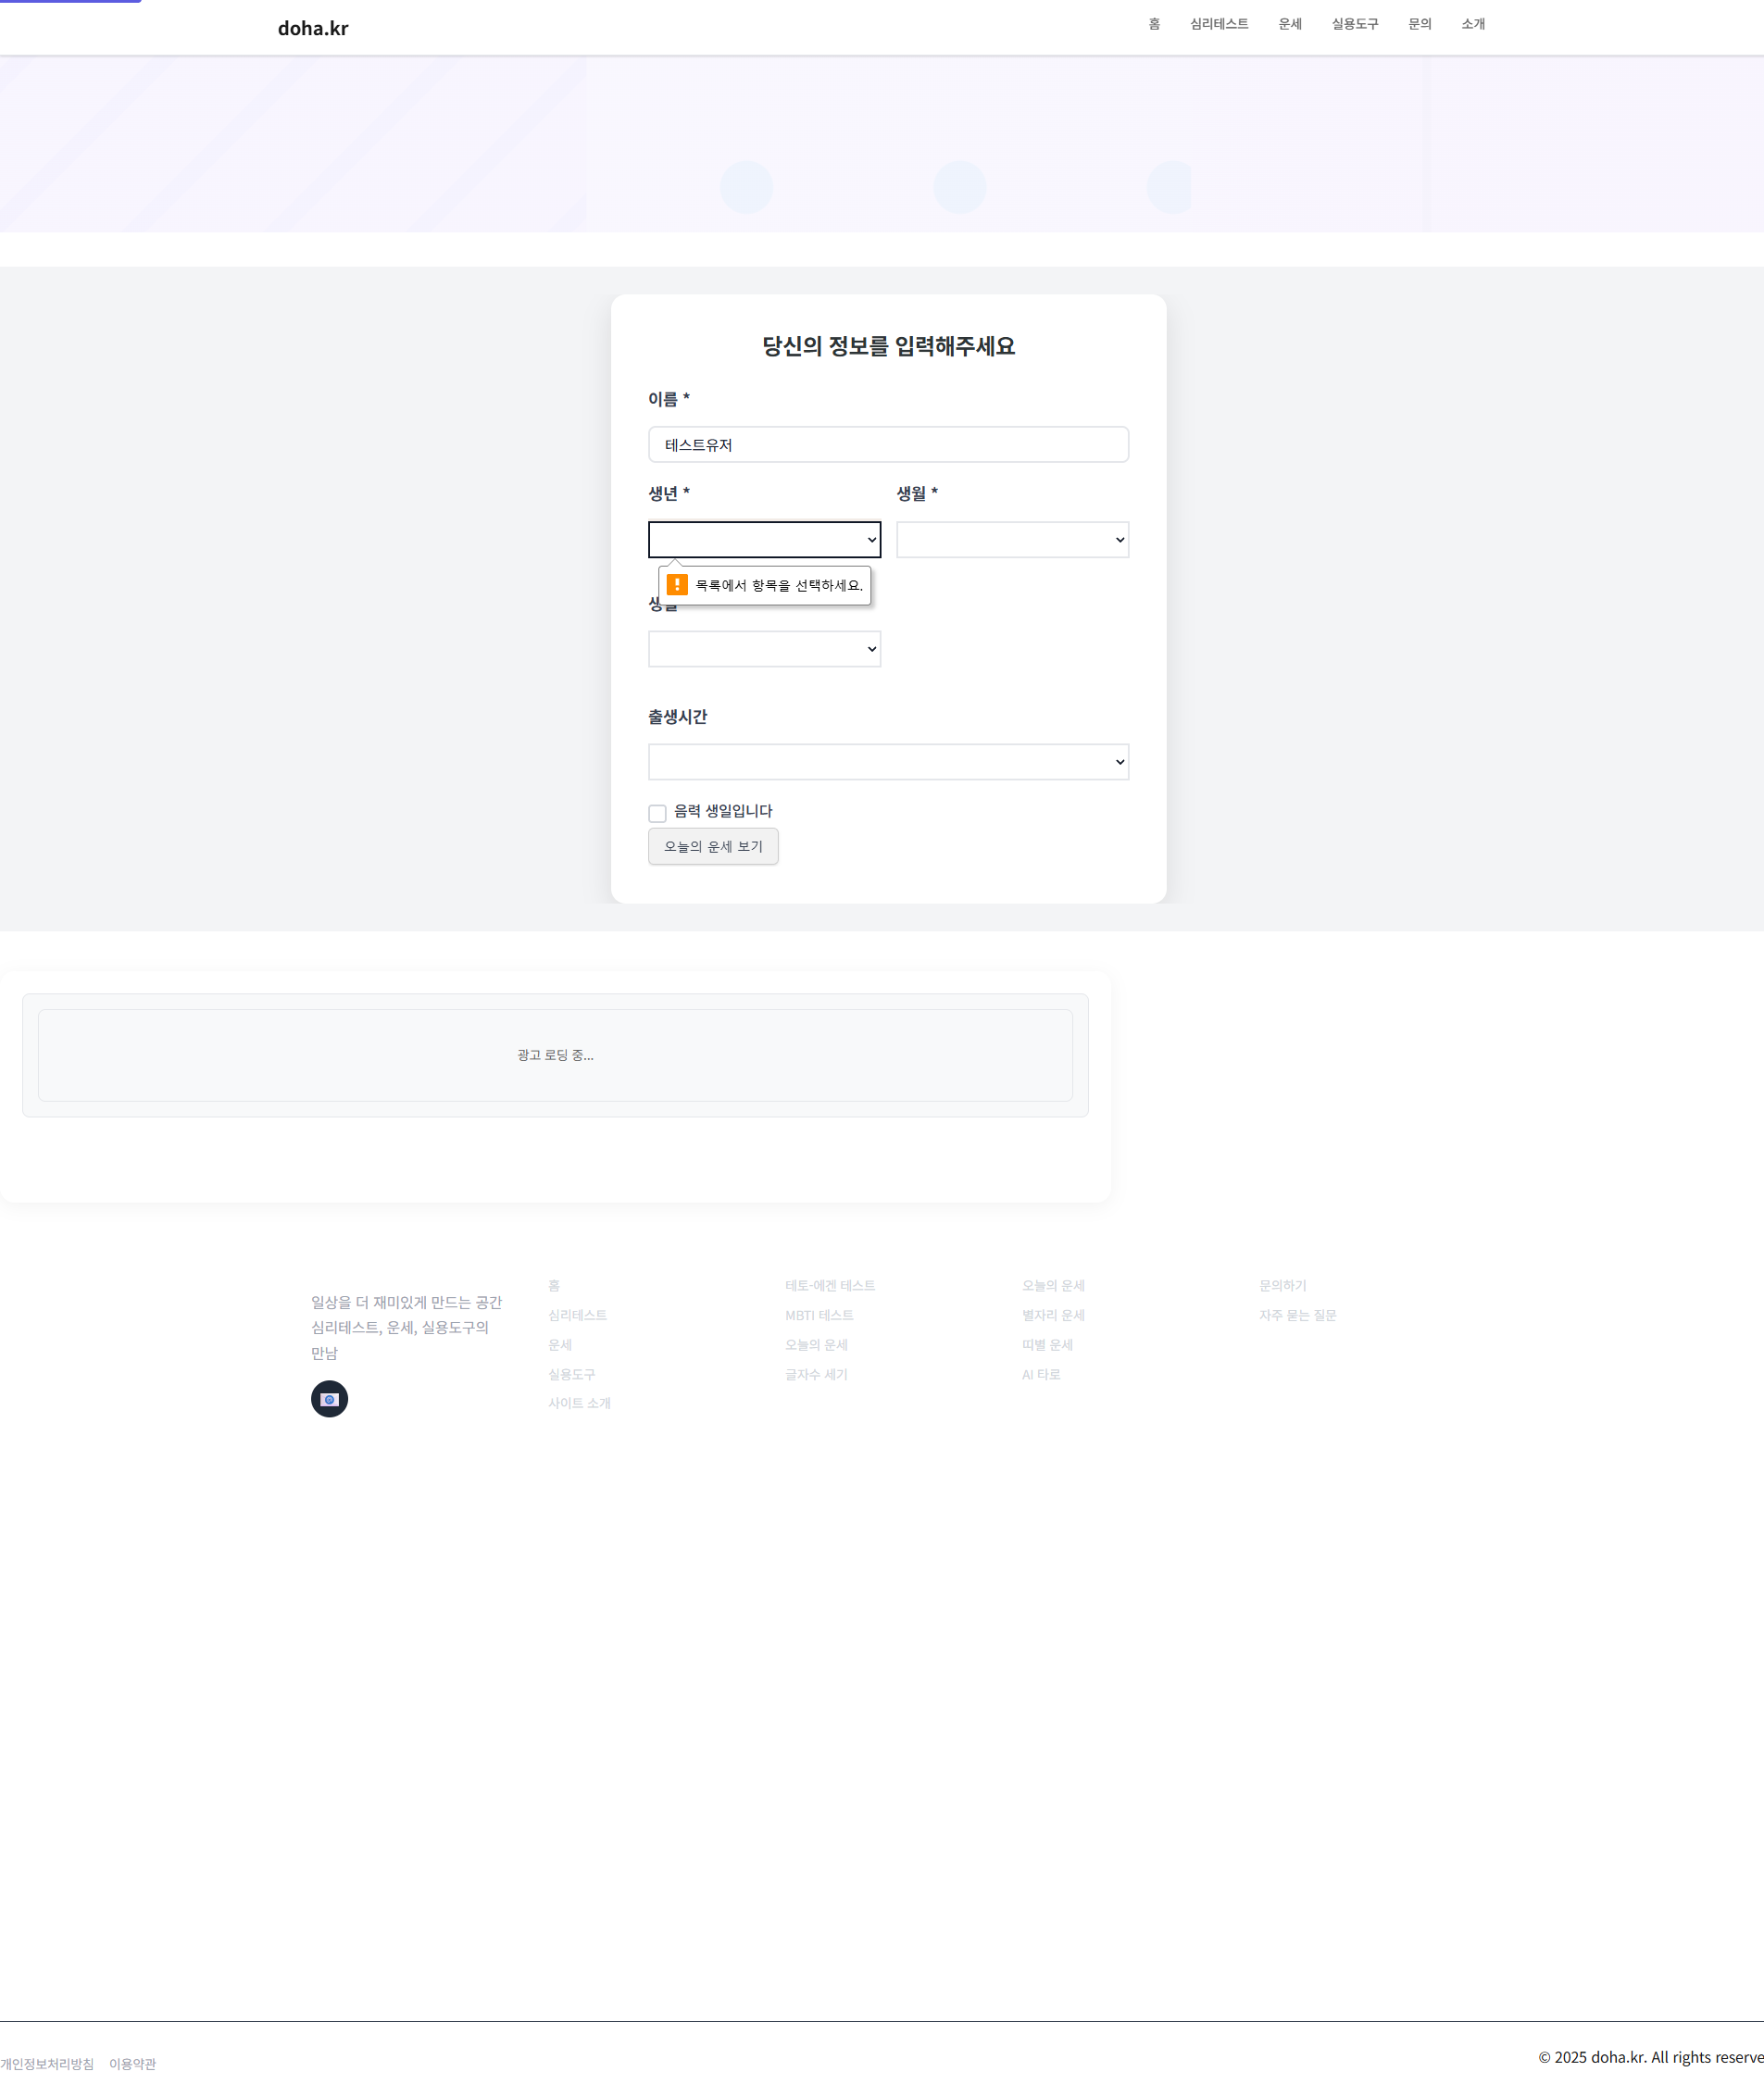 doha.kr
홈 심리테스트 운세 실용도구 문의 소개
당신의 정보를 입력해주세요
이름 *
테스트유저
생년 * 생월 *
목록에서 항목을 선택하세요.
출생시간
음력 생일입니다
오늘의 운세 보기
광고 로딩 중...
일상을 더 재미있게 만드는 공간
심리테스트, 운세, 실용도구의
만남
홈
심리테스트
운세
실용도구
사이트 소개
테토-에겐 테스트
MBTI 테스트
오늘의 운세
글자수 세기
오늘의 운세
별자리 운세
띠별 운세
AI 타로
문의하기
자주 묻는 질문
개인정보처리방침 이용약관
© 2025 doha.kr. All rights reserve